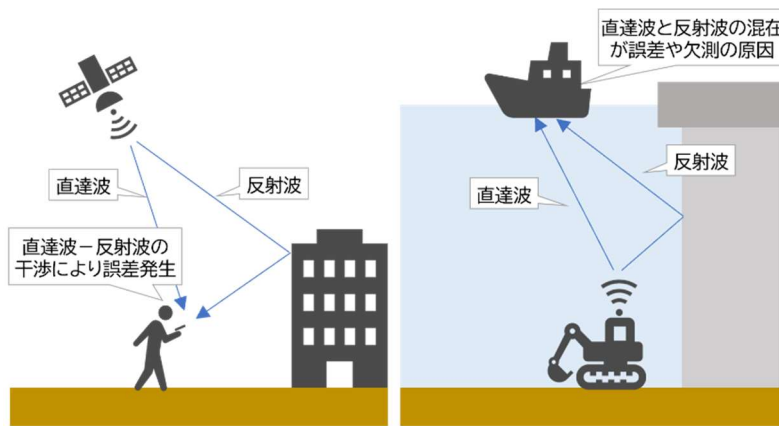 直達波
反射波
直達波－反射波の
干渉により誤差発生
直達波と反射波の混在
が誤差や欠測の原因
反射波
直達波